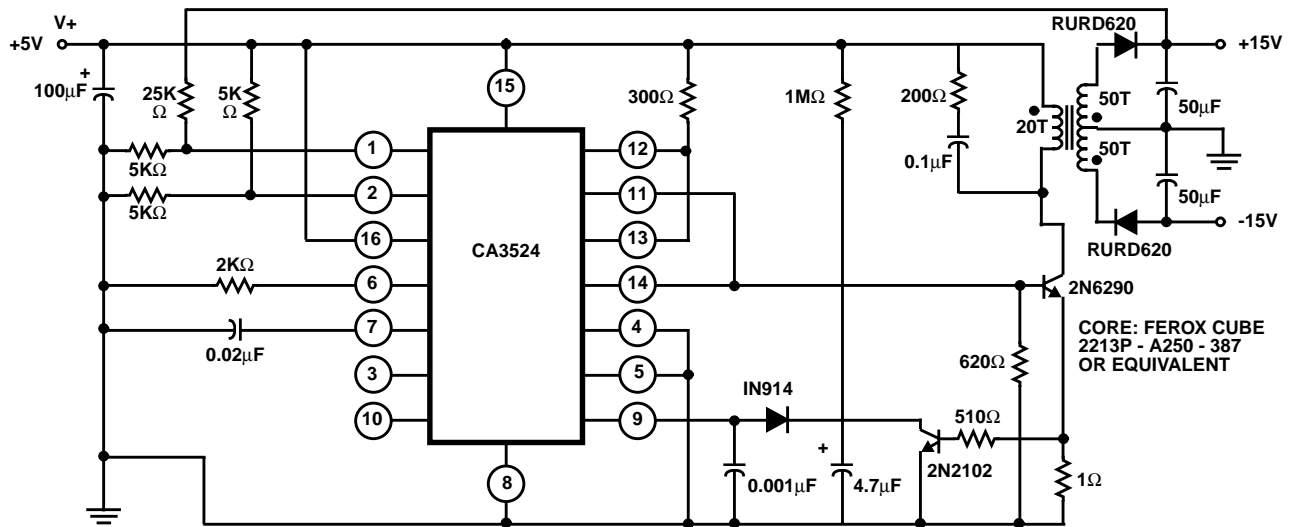 V+
+5V
RURD620
+15V
+
100μF
25K
Ω
5K
Ω
15
300Ω
1MΩ
200Ω
20T
50T
50T
50μF
0.1μF
5KΩ
1
12
5KΩ
2
11
50μF
16
13
CA3524
-15V
RURD620
2KΩ
6
14
2N6290
0.02μF
7
4
CORE: FEROX CUBE
2213P - A250 - 387
OR EQUIVALENT
3
5
620Ω
IN914
10
9
510Ω
+
2N2102
8
0.001μF
4.7μF
1Ω